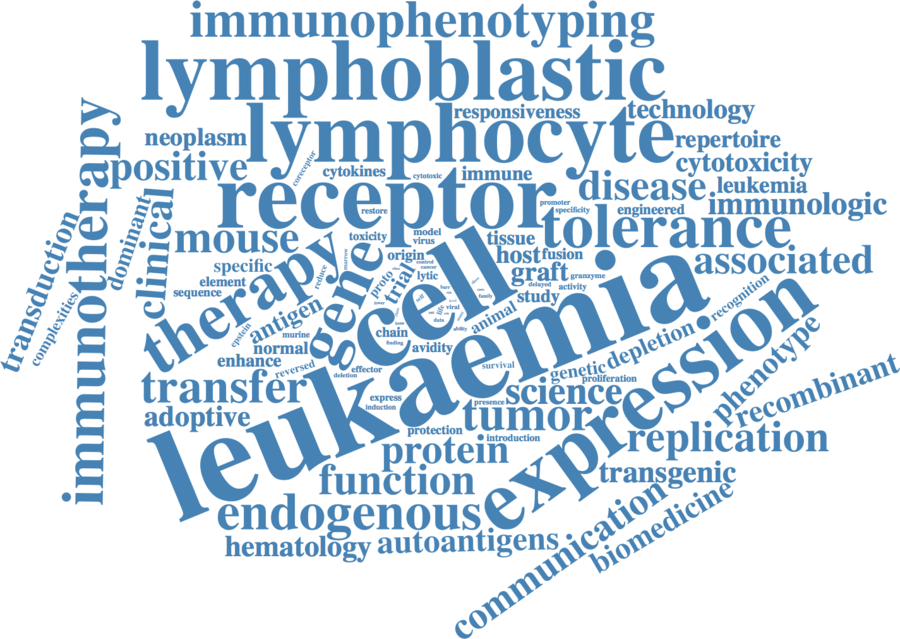 immunophenotyping
lymphoblastic
responsiveness
technology
lymphocyte
neoplasm
repertoire
positive
coreceptor
cytokines
cytotoxic
immune
cytotoxicity
disease
leukemia
receptor
restore
promoter
specificity
engineered
immunologic
immunotherapy
transduction
complexities
dominant
clinical
mouse
toxicity
model
virus
tissue
tolerance
specific
element
sequence
therapy
reduce
marrow
gene
origin
control
cancer
lytic
proto
trial
cell
host
fusion
graft
granzyme
delayed
activity
study
associated
antigen
epstein
murine
normal
enhance
reversed
deletion
effector
chain
finding
avidity
animal
viral
family
self
life
data
ability
leukaemia
recognition
survival
genetic
depletion
proliferation
expression
phenotype
transfer
adoptive
express
induction
presence
science
tumor
protection
introduction
recombinant
protein
replication
function
transgenic
endogenous
hematology
autoantigens
communication
biomedicine